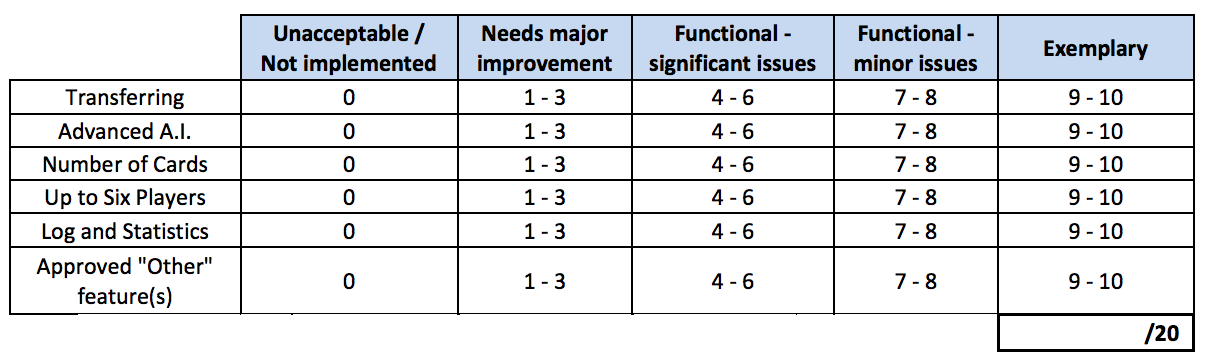 Unacceptable / Needs major Functional - Functional - Exemplary
Not implemented improvement significant issues minor issues
Transferring 0 1 - 3 4 - 6 7 - 8 9 - 10
Advanced A.I. 0 1 - 3 4 - 6 7 - 8 9 - 10
Number of Cards 0 1 - 3 4 - 6 7 - 8 9 - 10
Up to Six Players 0 1 - 3 4 - 6 7 - 8 9 - 10
Log and Statistics 0 1 - 3 4 - 6 7 - 8 9 - 10
Approved "Other"
feature(s) 0 1 - 3 4 - 6 7 - 8 9 - 10
/20